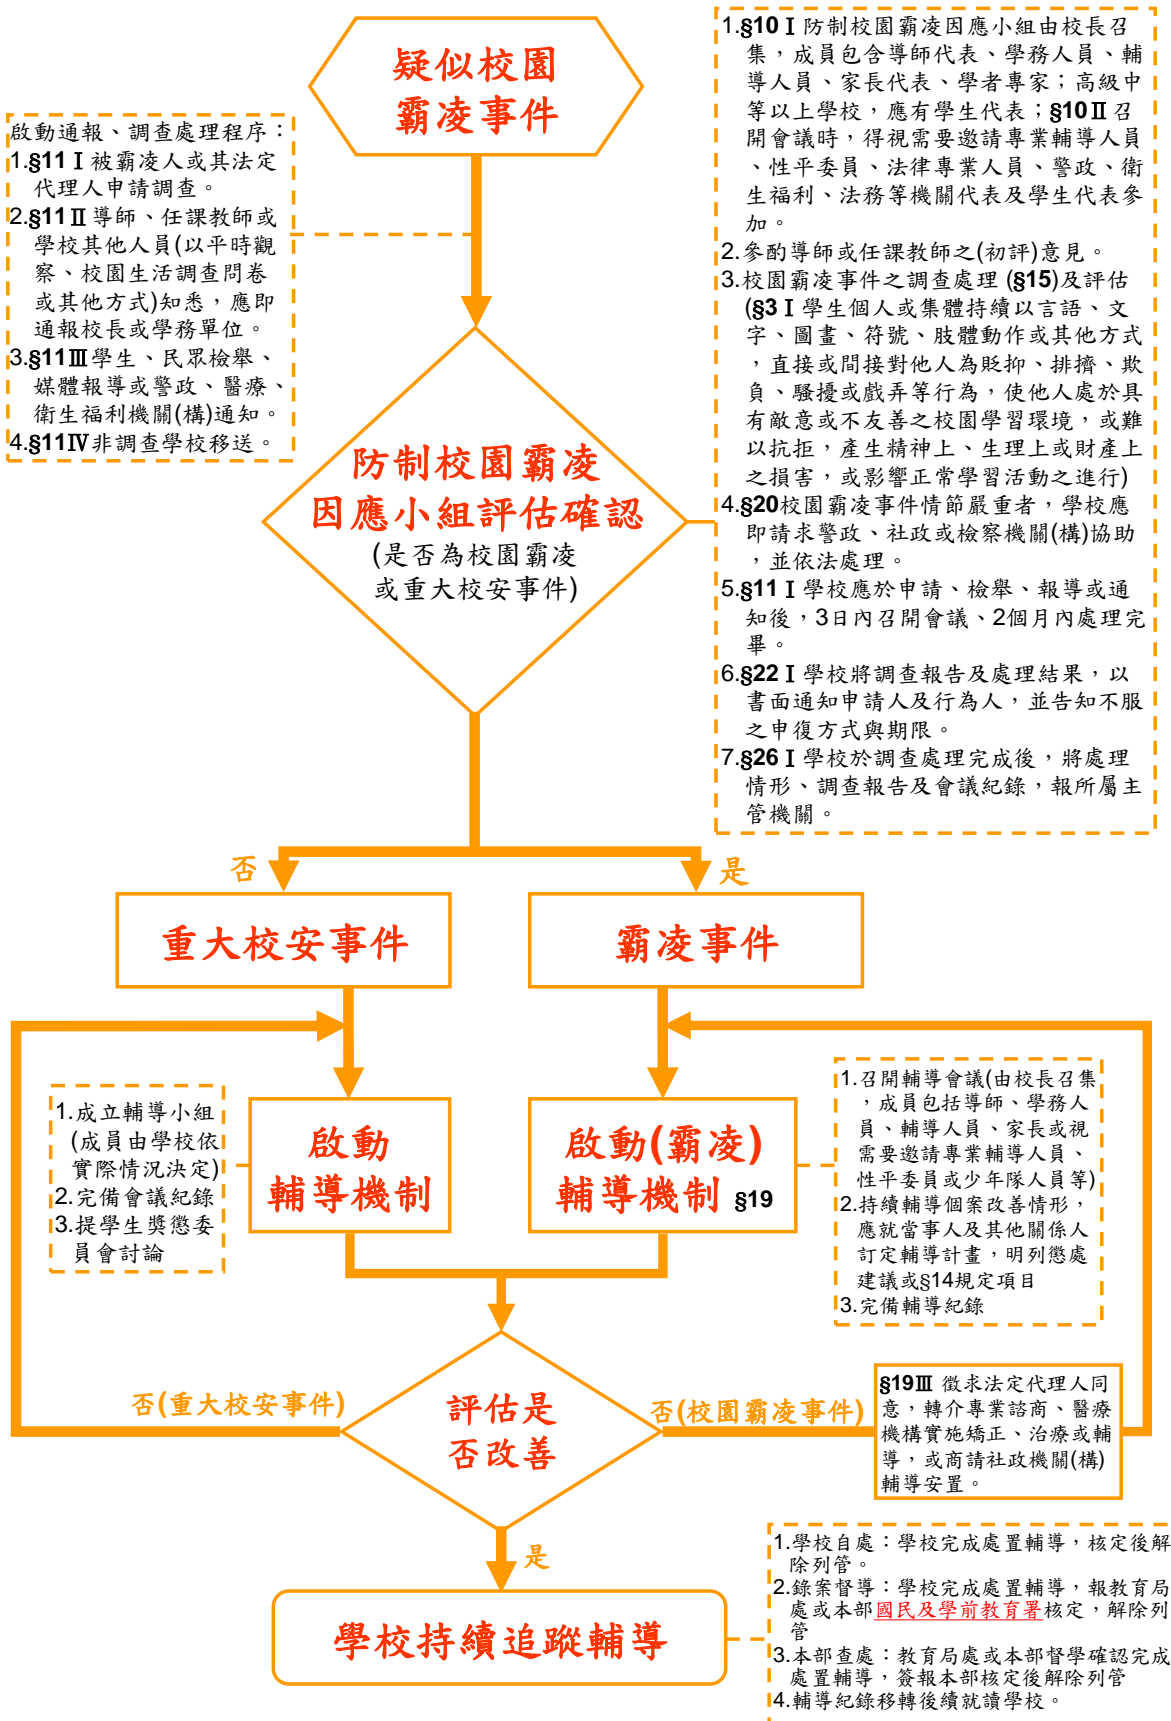 疑似校園
霸凌事件
啟動通報、調查處理程序：
1.§11Ⅰ被霸凌人或其法定
代理人申請調查。
2.§11Ⅱ導師、任課教師或
學校其他人員(以平時觀
察、校園生活調查問卷
或其他方式)知悉，應即
通報校長或學務單位。
3.§11Ⅲ學生、民眾檢舉、
媒體報導或警政、醫療、
衛生福利機關(構)通知。
4.§11IV非調查學校移送。
1.§10Ⅰ防制校園霸凌因應小組由校長召
集，成員包含導師代表、學務人員、輔
導人員、家長代表、學者專家；高級中
等以上學校，應有學生代表；§10Ⅱ召
開會議時，得視需要邀請專業輔導人員
、性平委員、法律專業人員、警政、衛
生福利、法務等機關代表及學生代表參
加。
2.參酌導師或任課教師之(初評)意見。
3.校園霸凌事件之調查處理 (§15)及評估
(§3Ⅰ學生個人或集體持續以言語、文
字、圖畫、符號、肢體動作或其他方式
，直接或間接對他人為貶抑、排擠、欺
負、騷擾或戲弄等行為，使他人處於具
有敵意或不友善之校園學習環境，或難
以抗拒，產生精神上、生理上或財產上
之損害，或影響正常學習活動之進行)
4.§20校園霸凌事件情節嚴重者，學校應
即請求警政、社政或檢察機關(構)協助
，並依法處理。
5.§11Ⅰ學校應於申請、檢舉、報導或通
知後，3日內召開會議、2個月內處理完
畢。
6.§22Ⅰ學校將調查報告及處理結果，以
書面通知申請人及行為人，並告知不服
之申復方式與期限。
7.§26Ⅰ學校於調查處理完成後，將處理
情形、調查報告及會議紀錄，報所屬主
管機關。
防制校園霸凌
因應小組評估確認
(是否為校園霸凌
或重大校安事件)
否
是
重大校安事件
霸凌事件
1.成立輔導小組
(成員由學校依
實際情況決定)
2.完備會議紀錄
3.提學生獎懲委
員會討論
啟動
輔導機制
啟動(霸凌)
輔導機制 §19
1.召開輔導會議(由校長召集
，成員包括導師、學務人
員、輔導人員、家長或視
需要邀請專業輔導人員、
性平委員或少年隊人員等)
2.持續輔導個案改善情形，
應就當事人及其他關係人
訂定輔導計畫，明列懲處
建議或§14規定項目
3.完備輔導紀錄
否(重大校安事件)
評估是
否改善
否(校園霸凌事件)
§19Ⅲ 徵求法定代理人同
意，轉介專業諮商、醫療
機構實施矯正、治療或輔
導，或商請社政機關(構)
輔導安置。
是
學校持續追蹤輔導
1.學校自處：學校完成處置輔導，核定後解
除列管。
2.錄案督導：學校完成處置輔導，報教育局
處或本部國民及學前教育署核定，解除列
管
3.本部查處：教育局處或本部督學確認完成
處置輔導，簽報本部核定後解除列管
4.輔導紀錄移轉後續就讀學校。